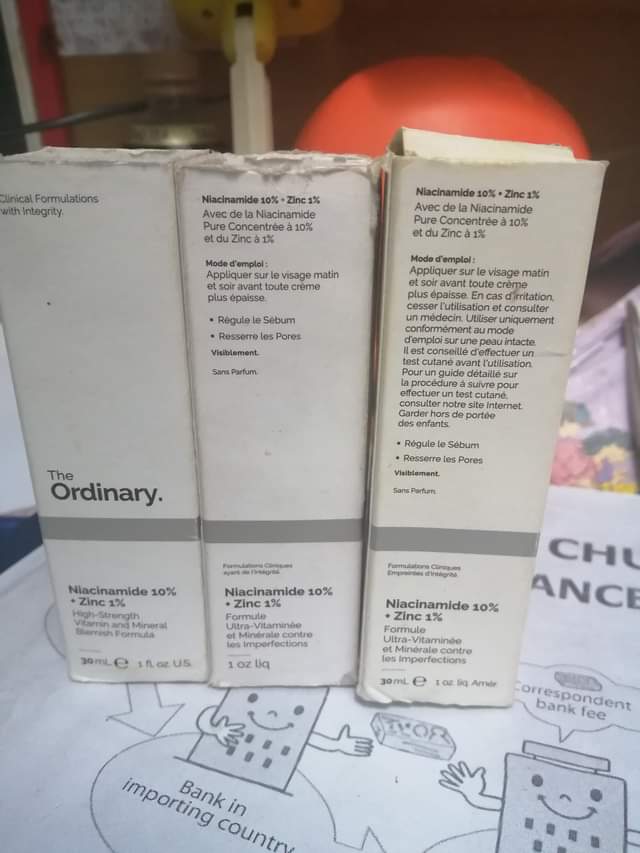 Clinical Formulations
with Integrity.
The
Ordinary.
Niacinamide 10%
+ Zinc 1%
High-Strength
Vitamin and Mineral
Blemish Formula
30 mL ℮ 1 fl. oz. U.S.
Niacinamide 10% + Zinc 1%
Avec de la Niacinamide
Pure Concentrée à 10%
et du Zinc à 1%
Mode d'emploi :
Appliquer sur le visage matin
et soir avant toute crème
plus épaisse.
• Régule le Sébum
• Resserre les Pores
Visiblement.
Sans Parfum.
Formulations Cliniques
ayant de l'Intégrité.
Niacinamide 10%
+ Zinc 1%
Formule
Ultra-Vitaminée
et Minérale contre
les Imperfections
1 oz liq
Niacinamide 10% + Zinc 1%
Avec de la Niacinamide
Pure Concentrée à 10%
et du Zinc à 1%
Mode d'emploi :
Appliquer sur le visage matin
et soir avant toute crème
plus épaisse. En cas d'irritation,
cesser l'utilisation et consulter
un médecin. Utiliser uniquement
conformément au mode
d'emploi sur une peau intacte.
Il est conseillé d'effectuer un
test cutané avant l'utilisation.
Pour un guide détaillé sur
la procédure à suivre pour
effectuer un test cutané,
consulter notre site Internet.
Garder hors de portée
des enfants.
• Régule le Sébum
• Resserre les Pores
Visiblement.
Sans Parfum.
Formulations Cliniques
Empreintes d'Intégrité.
Niacinamide 10%
+ Zinc 1%
Formule
Ultra-Vitaminée
et Minérale contre
les Imperfections
30 mL ℮ 1 oz. liq. Amér.
CHU
ANCE
orrespondent
bank fee
Bank in
importing country